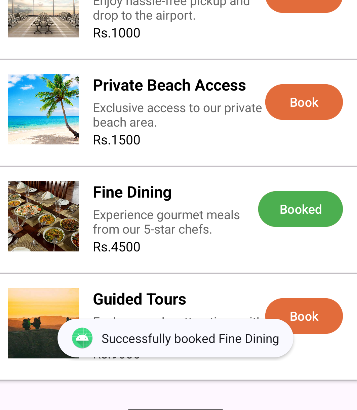 Enjoy hassle-free pickup and
drop to the airport.
Rs.1000
Private Beach Access
Exclusive access to our private
beach area.
Rs.1500
Book
Fine Dining
Experience gourmet meals
from our 5-star chefs.
Rs.4500
Booked
Guided Tours
Book
Successfully booked Fine Dining